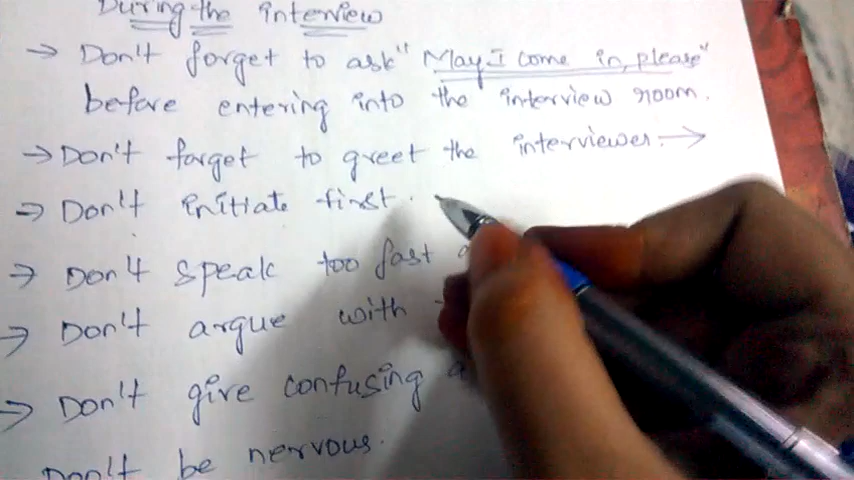 During the interview
→ Don't forget to ask "May I come in, please"
before entering into the interview room.
→ Don't forget to greet the interviewer. →
→ Don't initiate first.
→ Don't speak too fast
→ Don't argue with
→ Don't give confusing
Don't be nervous.